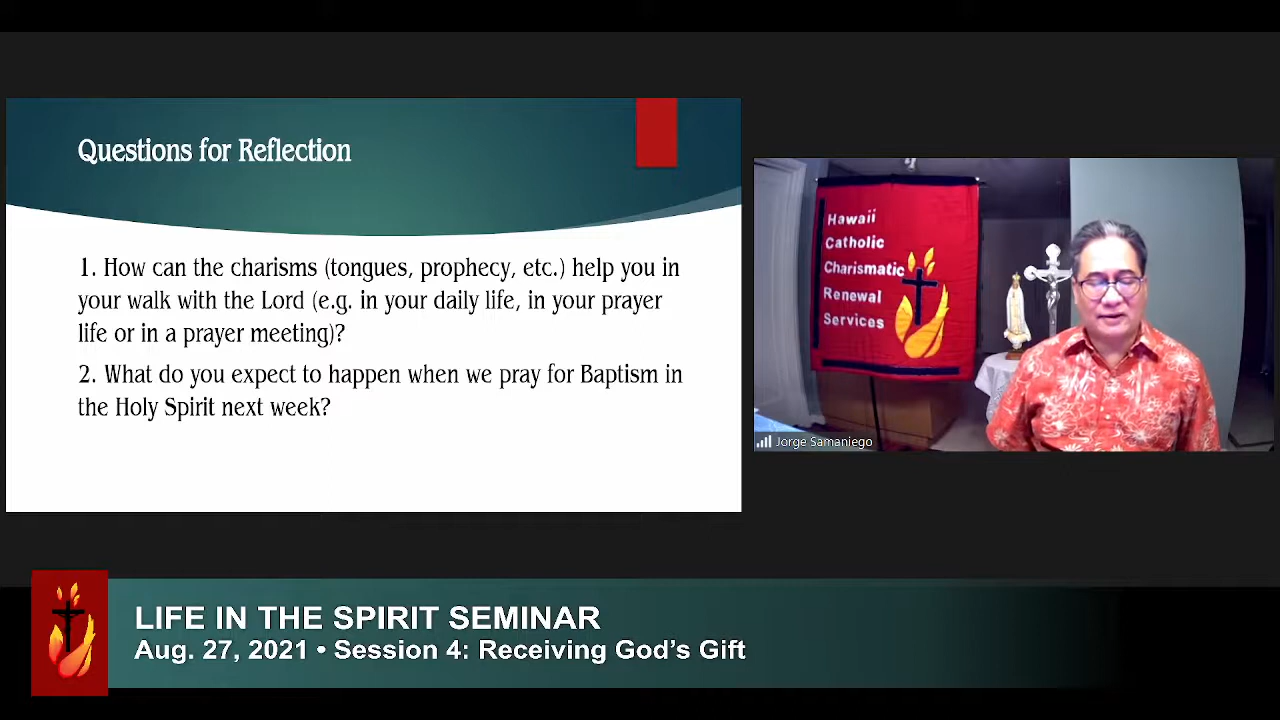 Questions for Reflection
1. How can the charisms (tongues, prophecy, etc.) help you in
your walk with the Lord (e.g. in your daily life, in your prayer
life or in a prayer meeting)?
2. What do you expect to happen when we pray for Baptism in
the Holy Spirit next week?
Hawaii
Catholic
Charismatic
Renewal
Services
Jorge Samaniego
LIFE IN THE SPIRIT SEMINAR
Aug. 27, 2021 • Session 4: Receiving God's Gift